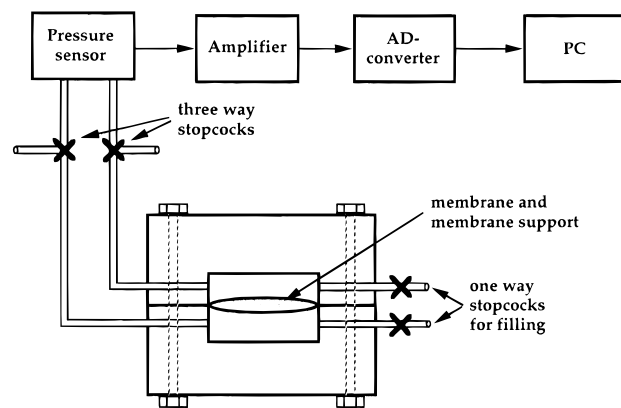 Pressure
sensor
Amplifier
AD-
converter
PC
three way
stopcocks
membrane and
membrane support
one way
stopcocks
for filling